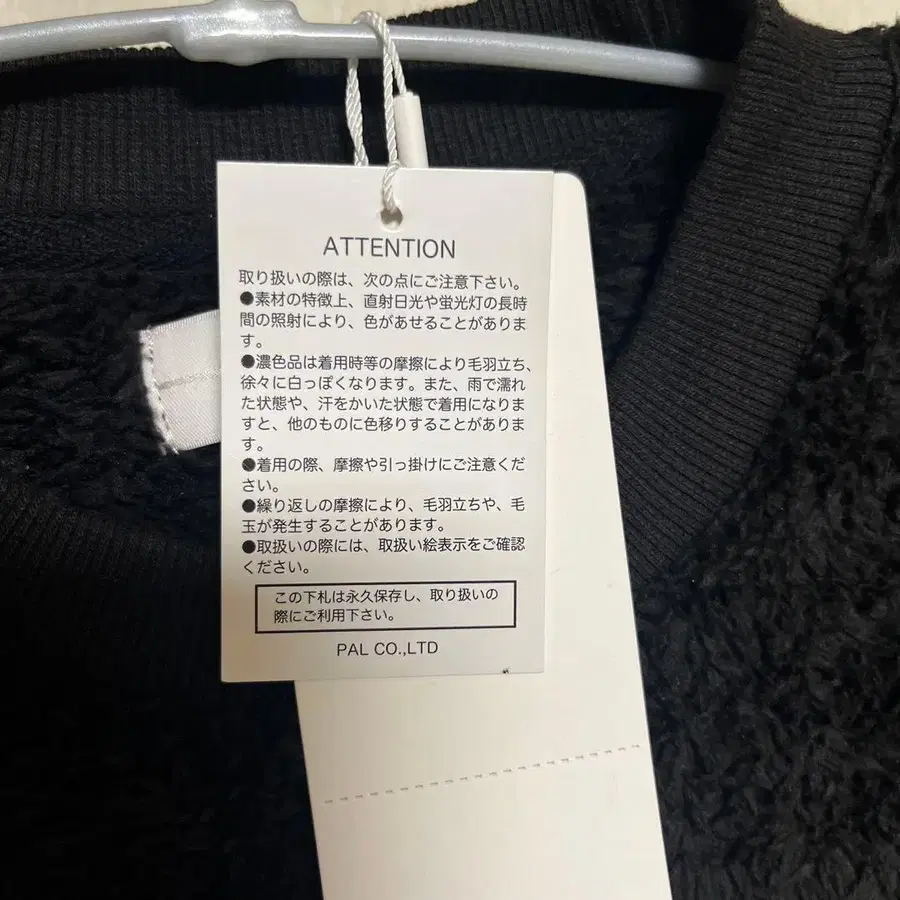 ATTENTION
取り扱いの際は、次の点にご注意下さい。
●素材の特徴上、直射日光や蛍光灯の長時
間の照射により、色があせることがありま
す。
●濃色品は着用時等の摩擦により毛羽立ち、
徐々に白っぽくなります。また、雨で濡れ
た状態や、汗をかいた状態で着用になりま
すと、他のものに色移りすることがありま
す。
●着用の際、摩擦や引っ掛けにご注意くだ
さい。
●繰り返しの摩擦により、毛羽立ちや、毛
玉が発生することがあります。
●取扱いの際には、取扱い絵表示をご確認
ください。
この下札は永久保存し、取り扱いの
際にご利用下さい。
PAL CO.,LTD